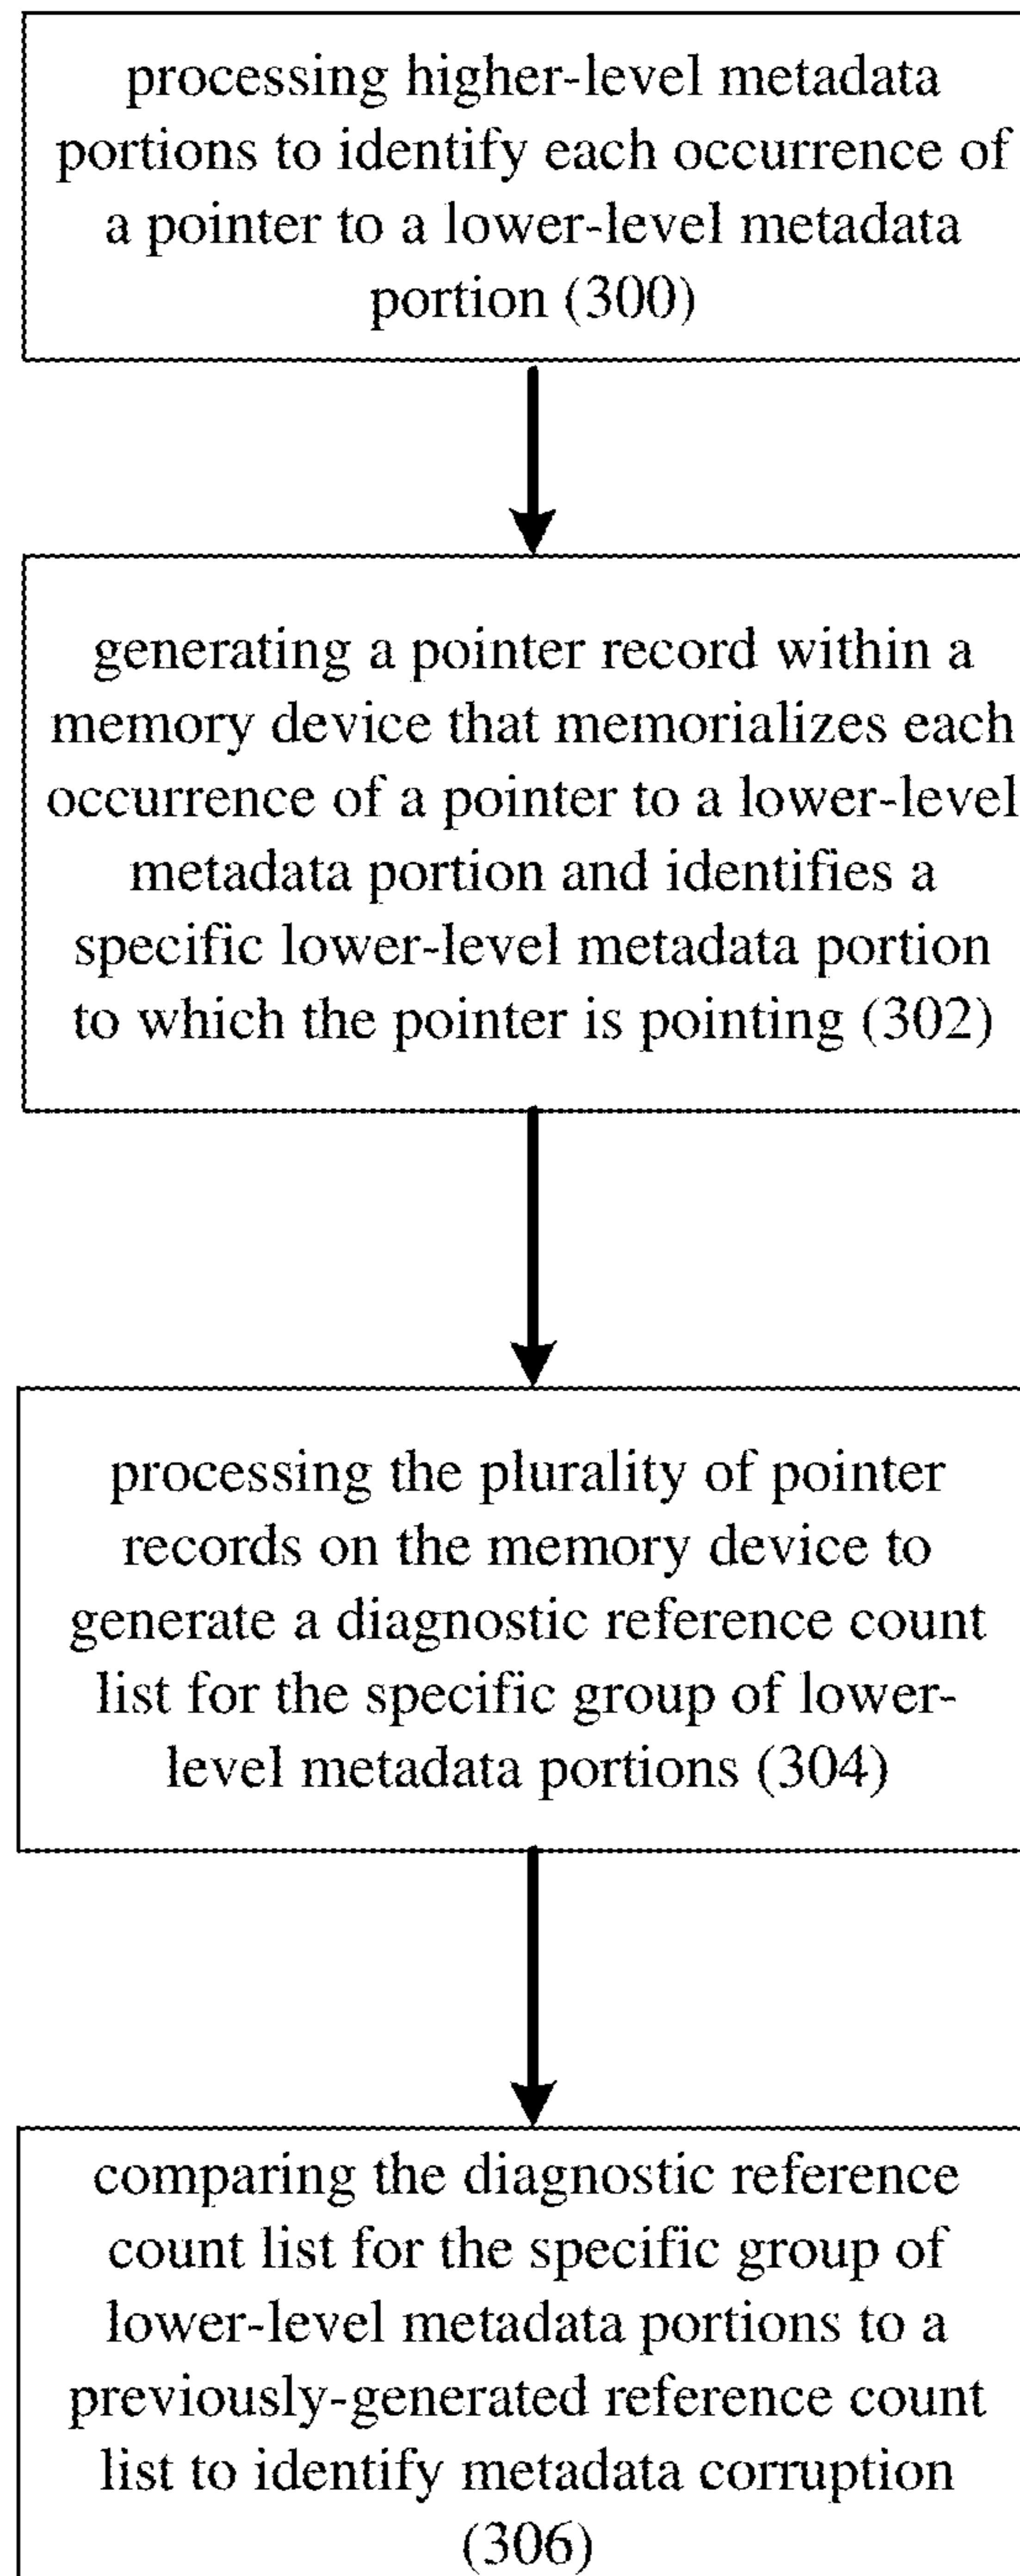 processing higher-level metadata
portions to identify each occurrence of
a pointer to a lower-level metadata
portion (300)
generating a pointer record within a
memory device that memorializes each
occurrence of a pointer to a lower-level
metadata portion and identifies a
specific lower-level metadata portion
to which the pointer is pointing (302)
processing the plurality of pointer
records on the memory device to
generate a diagnostic reference count
list for the specific group of lower-
level metadata portions (304)
comparing the diagnostic reference
count list for the specific group of
lower-level metadata portions to a
previously-generated reference count
list to identify metadata corruption
(306)